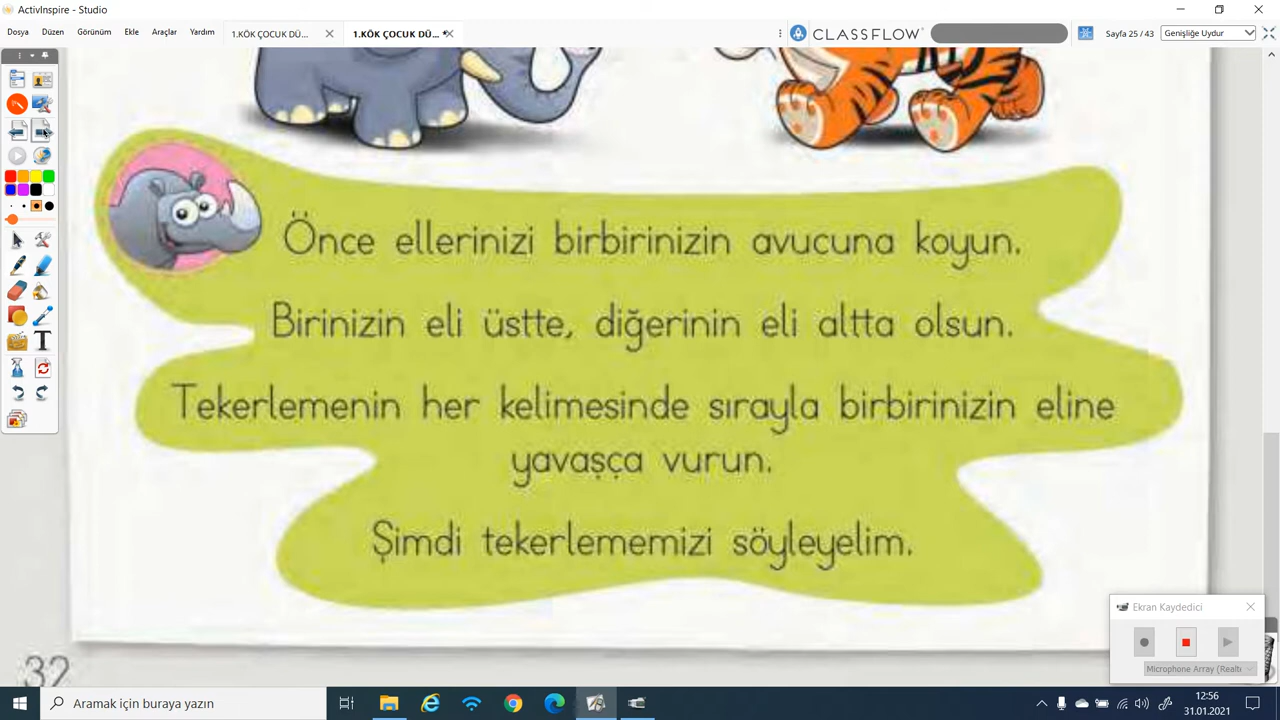 ActivInspire - Studio
Dosya Düzen Görünüm Ekle Araçlar Yardım
1.KÖK ÇOCUK DÜ...
1.KÖK ÇOCUK DÜ... *
CLASSFLOW
Sayfa 25 / 43
Genişliğe Uydur
Önce ellerinizi birbirinizin avucuna koyun.
Birinizin eli üstte, diğerinin eli altta olsun.
Tekerlemenin her kelimesinde sırayla birbirinizin eline
yavaşça vurun.
Şimdi tekerlememizi söyleyelim.
32
Ekran Kaydedici
Microphone Array (Realte
Aramak için buraya yazın
12:56
31.01.2021